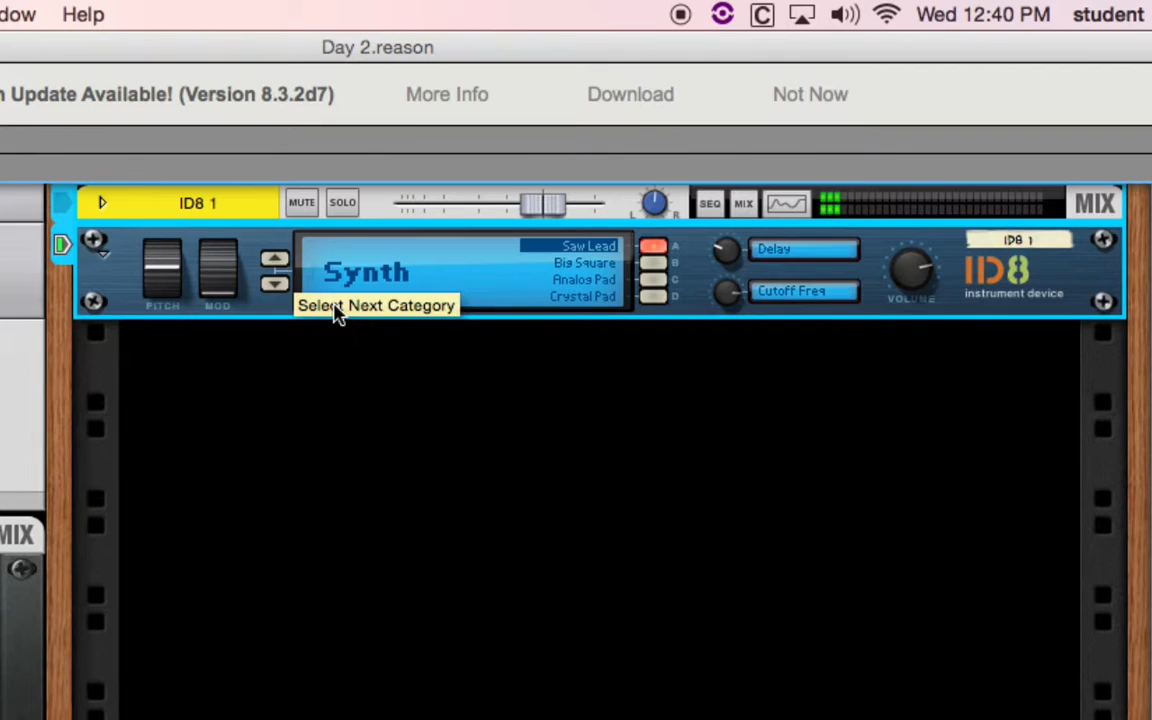 dow Help Wed 12:40 PM student
Day 2.reason
n Update Available! (Version 8.3.2d7) More Info Download Not Now
ID8 1 MUTE SOLO L R SEQ MIX MIX
PITCH MOD
Synth
Saw Lead A
Big Square B
Analog Pad C
Crystal Pad D
Delay
Cutoff Freq
VOLUME
ID8 1
ID8
instrument device
Select Next Category
MIX